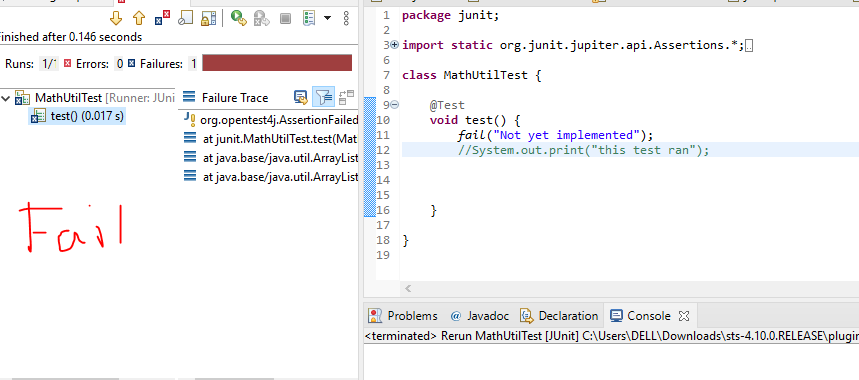 Finished after 0.146 seconds
Runs: 1/ Errors: 0 Failures: 1
MathUtilTest [Runner: JUni
test() (0.017 s)
Failure Trace
org.opentest4j.AssertionFailed
at junit.MathUtilTest.test(Mat
at java.base/java.util.ArrayList
at java.base/java.util.ArrayList
Fail
1 package junit;
2
3 import static org.junit.jupiter.api.Assertions.*;
6
7 class MathUtilTest {
8
9 @Test
10 void test() {
11 fail("Not yet implemented");
12 //System.out.print("this test ran");
13
14
15
16 }
17
18 }
19
Problems @ Javadoc Declaration Console
<terminated> Rerun MathUtilTest [JUnit] C:\Users\DELL\Downloads\sts-4.10.0.RELEASE\plugin